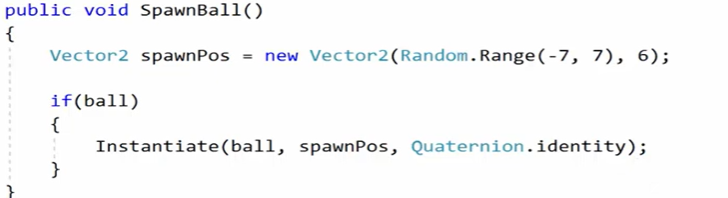 public void SpawnBall()
{
Vector2 spawnPos = new Vector2(Random.Range(-7, 7), 6);
if(ball)
{
Instantiate(ball, spawnPos, Quaternion.identity);
}
}